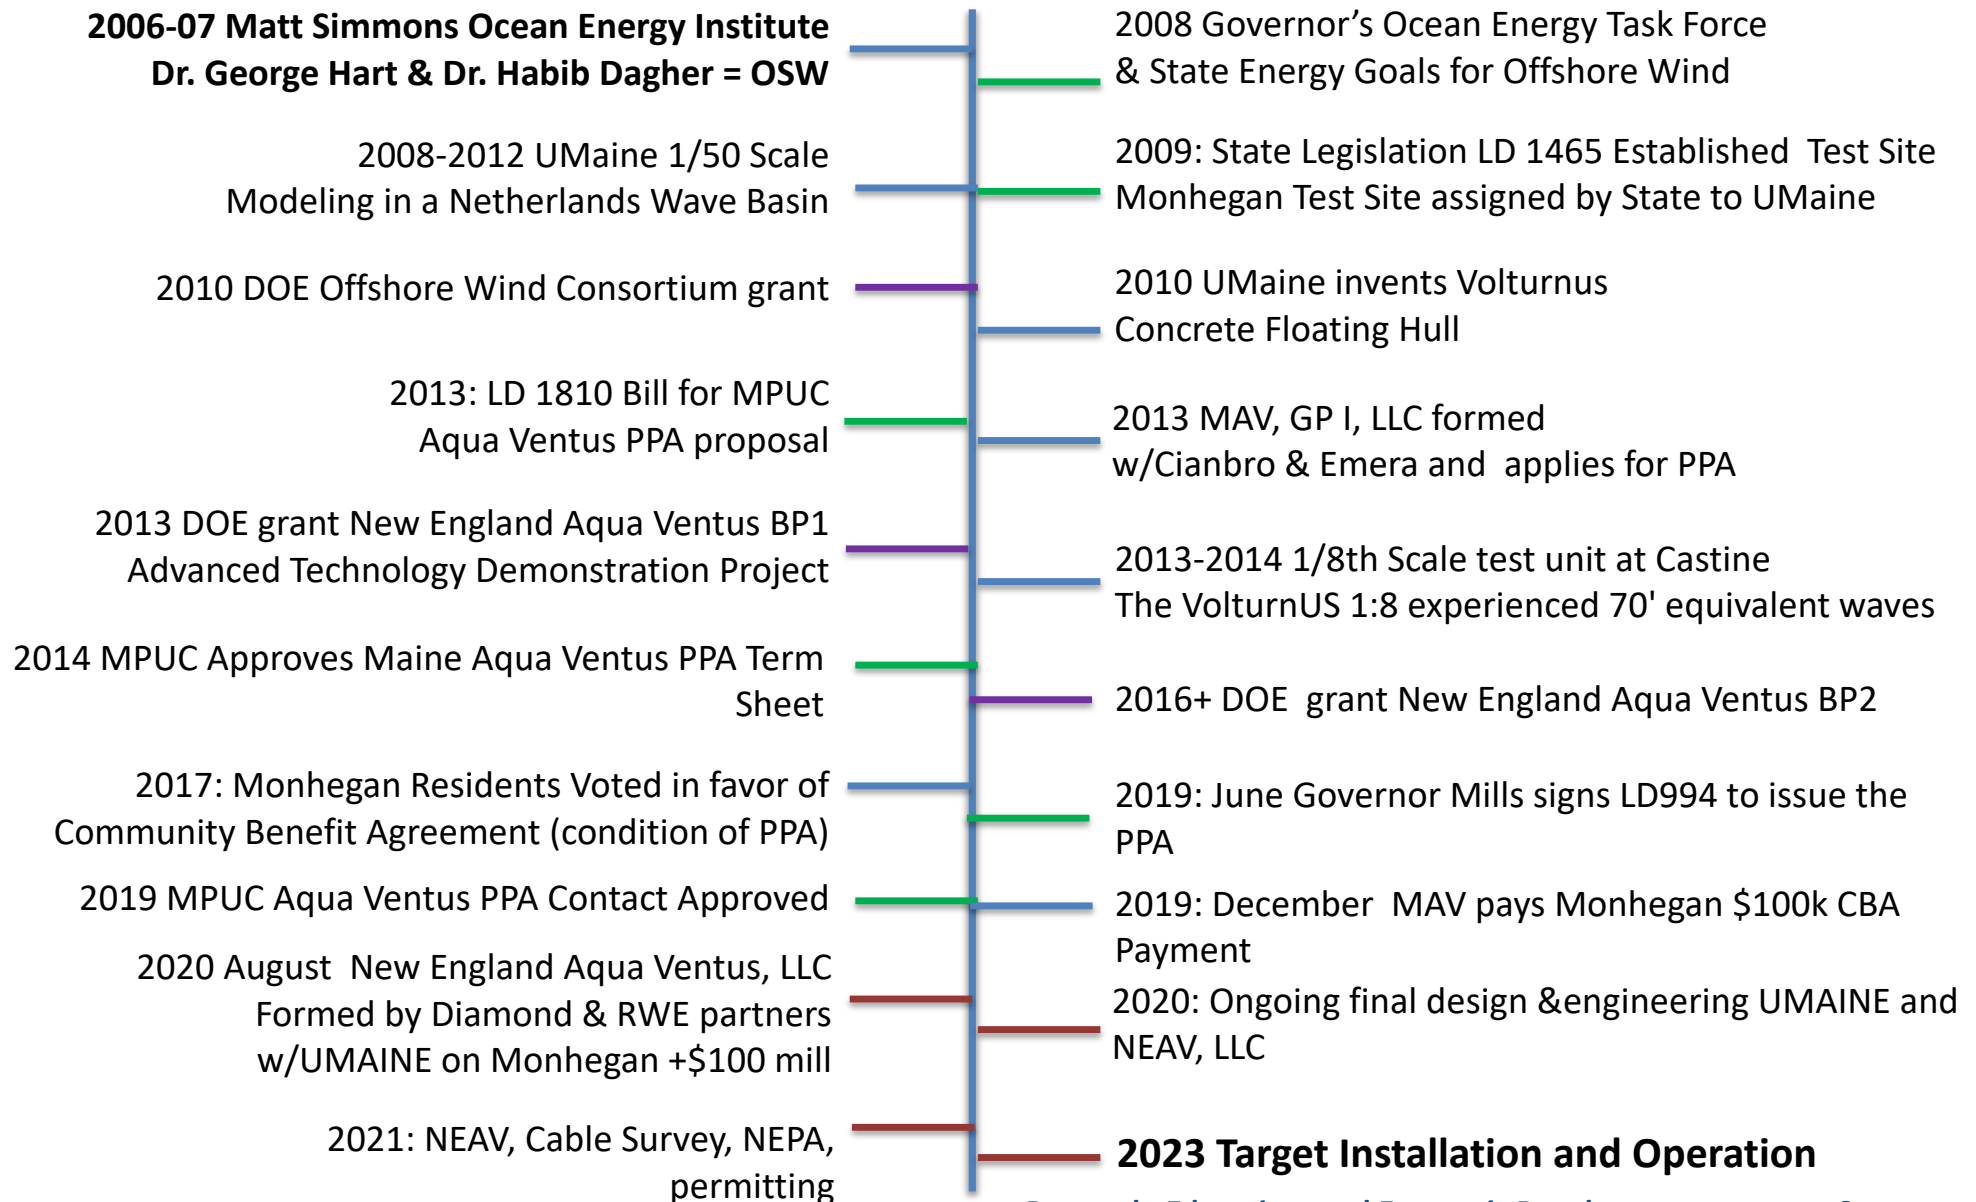 2006-07 Matt Simmons Ocean Energy Institute
Dr. George Hart & Dr. Habib Dagher = OSW
2008 Governor's Ocean Energy Task Force
& State Energy Goals for Offshore Wind
2008-2012 UMaine 1/50 Scale
Modeling in a Netherlands Wave Basin
2009: State Legislation LD 1465 Established Test Site
Monhegan Test Site assigned by State to UMaine
2010 DOE Offshore Wind Consortium grant
2010 UMaine invents Volturnus
Concrete Floating Hull
2013: LD 1810 Bill for MPUC
Aqua Ventus PPA proposal
2013 MAV, GP I, LLC formed
w/Cianbro & Emera and applies for PPA
2013 DOE grant New England Aqua Ventus BP1
Advanced Technology Demonstration Project
2013-2014 1/8th Scale test unit at Castine
The VolturnUS 1:8 experienced 70' equivalent waves
2014 MPUC Approves Maine Aqua Ventus PPA Term
Sheet
2016+ DOE grant New England Aqua Ventus BP2
2017: Monhegan Residents Voted in favor of
Community Benefit Agreement (condition of PPA)
2019: June Governor Mills signs LD994 to issue the
PPA
2019 MPUC Aqua Ventus PPA Contact Approved
2019: December MAV pays Monhegan $100k CBA
Payment
2020 August New England Aqua Ventus, LLC
Formed by Diamond & RWE partners
w/UMAINE on Monhegan +$100 mill
2020: Ongoing final design &engineering UMAINE and
NEAV, LLC
2021: NEAV, Cable Survey, NEPA,
permitting
2023 Target Installation and Operation